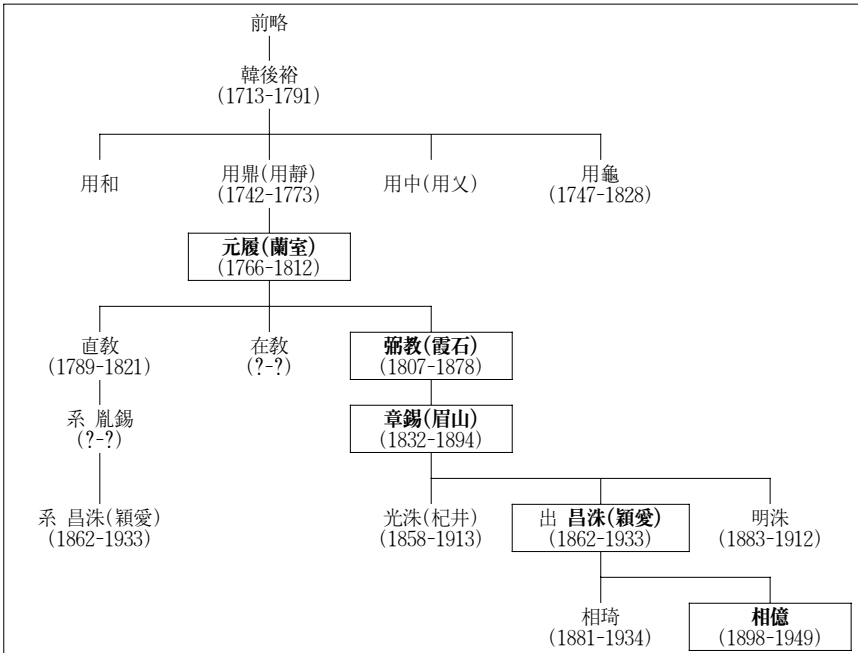 前略
韓後裕
(1713-1791)
用和
用鼎(用靜)
(1742-1773)
用中(用乂)
用龜
(1747-1828)
元履(蘭室)
(1766-1812)
直敎
(1789-1821)
在敎
(?-?)
弼教(霞石)
(1807-1878)
系 胤錫
(?-?)
章錫(眉山)
(1832-1894)
系 昌洙(穎愛)
(1862-1933)
光洙(杞井)
(1858-1913)
出 昌洙(穎愛)
(1862-1933)
明洙
(1883-1912)
相琦
(1881-1934)
相億
(1898-1949)